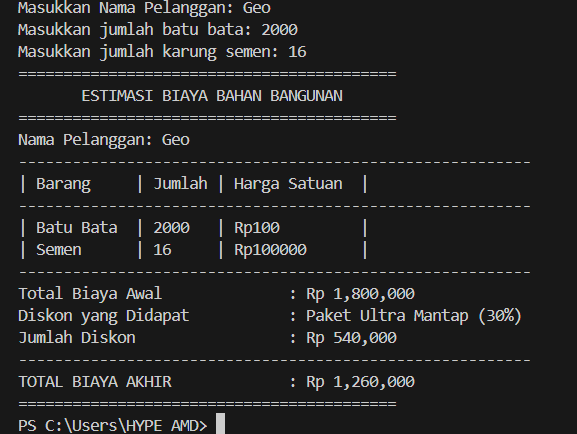 Masukkan Nama Pelanggan: Geo
Masukkan jumlah batu bata: 2000
Masukkan jumlah karung semen: 16
==========================================
       ESTIMASI BIAYA BAHAN BANGUNAN
==========================================
Nama Pelanggan: Geo
---------------------------------------------------------
| Barang     | Jumlah | Harga Satuan  |
---------------------------------------------------------
| Batu Bata  | 2000   | Rp100         |
| Semen      | 16     | Rp100000      |
---------------------------------------------------------
Total Biaya Awal              : Rp 1,800,000
Diskon yang Didapat           : Paket Ultra Mantap (30%)
Jumlah Diskon                 : Rp 540,000
---------------------------------------------------------
TOTAL BIAYA AKHIR             : Rp 1,260,000
==========================================
PS C:\Users\HYPE AMD>